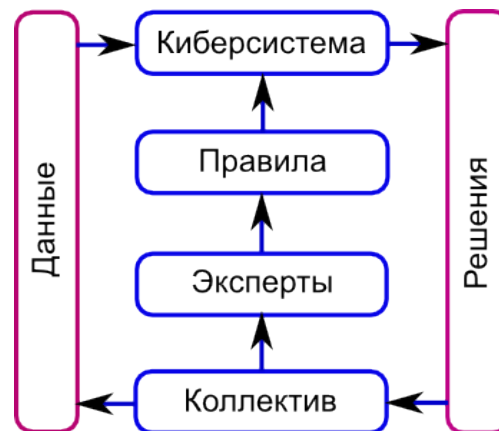 Данные
Киберсистема
Правила
Эксперты
Коллектив
Решения